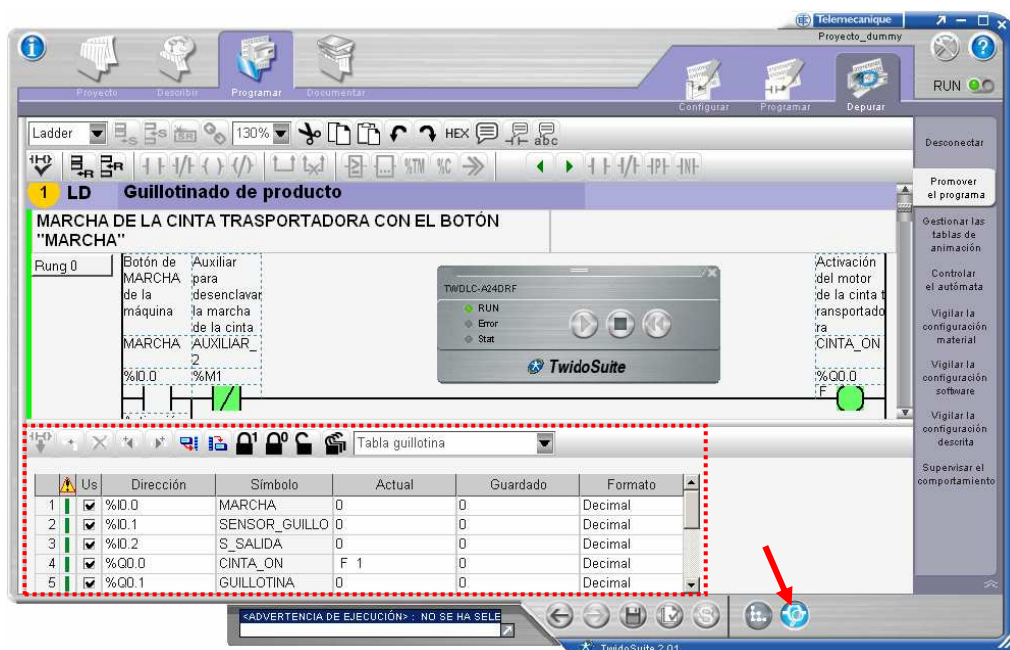 Telemecanique
Proyecto_dummy
Proyecto
Describir
Programar
Documentar
Configurar
Programar
Depurar
RUN
Ladder
130%
HEX
abc
%TM
%C
1 LD Guillotinado de producto
MARCHA DE LA CINTA TRASPORTADORA CON EL BOTÓN
"MARCHA"
Rung 0
Botón de
MARCHA
de la
máquina
MARCHA
%I0.0
Auxiliar
para
desenclavar
la marcha
de la cinta
AUXILIAR_
2
%M1
TWDLC-A24DRF
RUN
Error
Stat
TwidoSuite
Activación
del motor
de la cinta t
ransportado
ra
CINTA_ON
%Q0.0
F
Desconectar
Promover
el programa
Gestionar las
tablas de
animación
Controlar
el autómata
Vigilar la
configuración
material
Vigilar la
configuración
software
Vigilar la
configuración
descrita
Supervisar el
comportamiento
Tabla guillotina
Us Dirección Símbolo Actual Guardado Formato
1 %I0.0 MARCHA 0 0 Decimal
2 %I0.1 SENSOR_GUILLO 0 0 Decimal
3 %I0.2 S_SALIDA 0 0 Decimal
4 %Q0.0 CINTA_ON F 1 0 Decimal
5 %Q0.1 GUILLOTINA 0 0 Decimal
<ADVERTENCIA DE EJECUCIÓN> : NO SE HA SELE
TwidoSuite 2.01